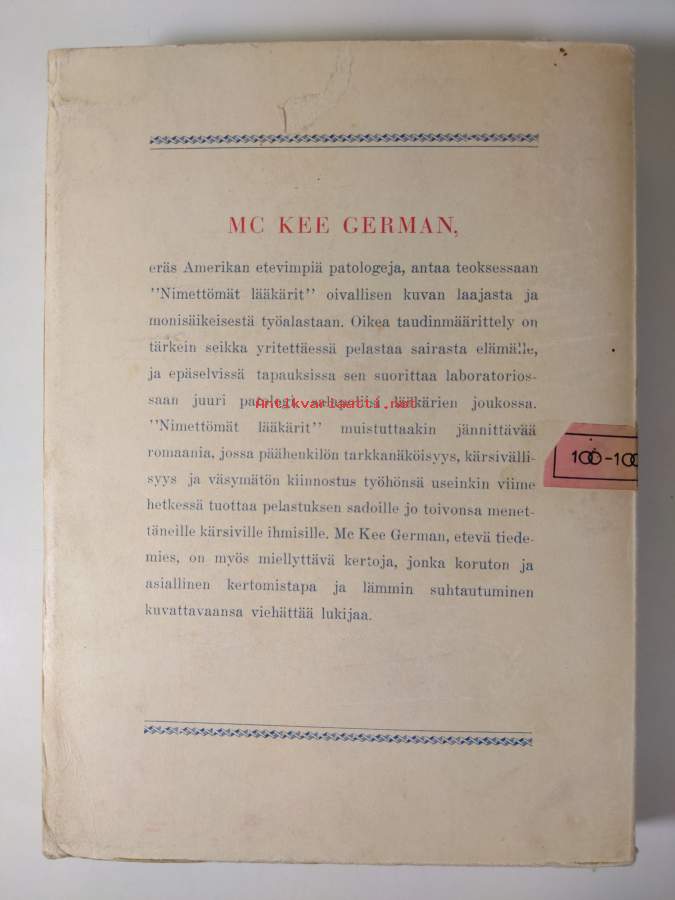 MC KEE GERMAN,
eräs Amerikan etevimpiä patologeja, antaa teoksessaan
"Nimettömät lääkärit" oivallisen kuvan laajasta ja
monisäikeisestä työalastaan. Oikea taudinmäärittely on
tärkein seikka yritettäessä pelastaa sairasta elämälle,
ja epäselvissä tapauksissa sen suorittaa laboratorios-
saan juuri patologi, lääkärien joukossa.
Antikvariaatti.net
"Nimettömät lääkärit" muistuttaakin jännittävää
romaania, jossa päähenkilön tarkkanäköisyys, kärsivälli-
syys ja väsymätön kiinnostus työhönsä useinkin viime
hetkessä tuottaa pelastuksen sadoille jo toivonsa menet-
täneille kärsiville ihmisille. Mc Kee German, etevä tiede-
mies, on myös miellyttävä kertoja, jonka koruton ja
asiallinen kertomistapa ja lämmin suhtautuminen
kuvattavaansa viehättää lukijaa.
100-100